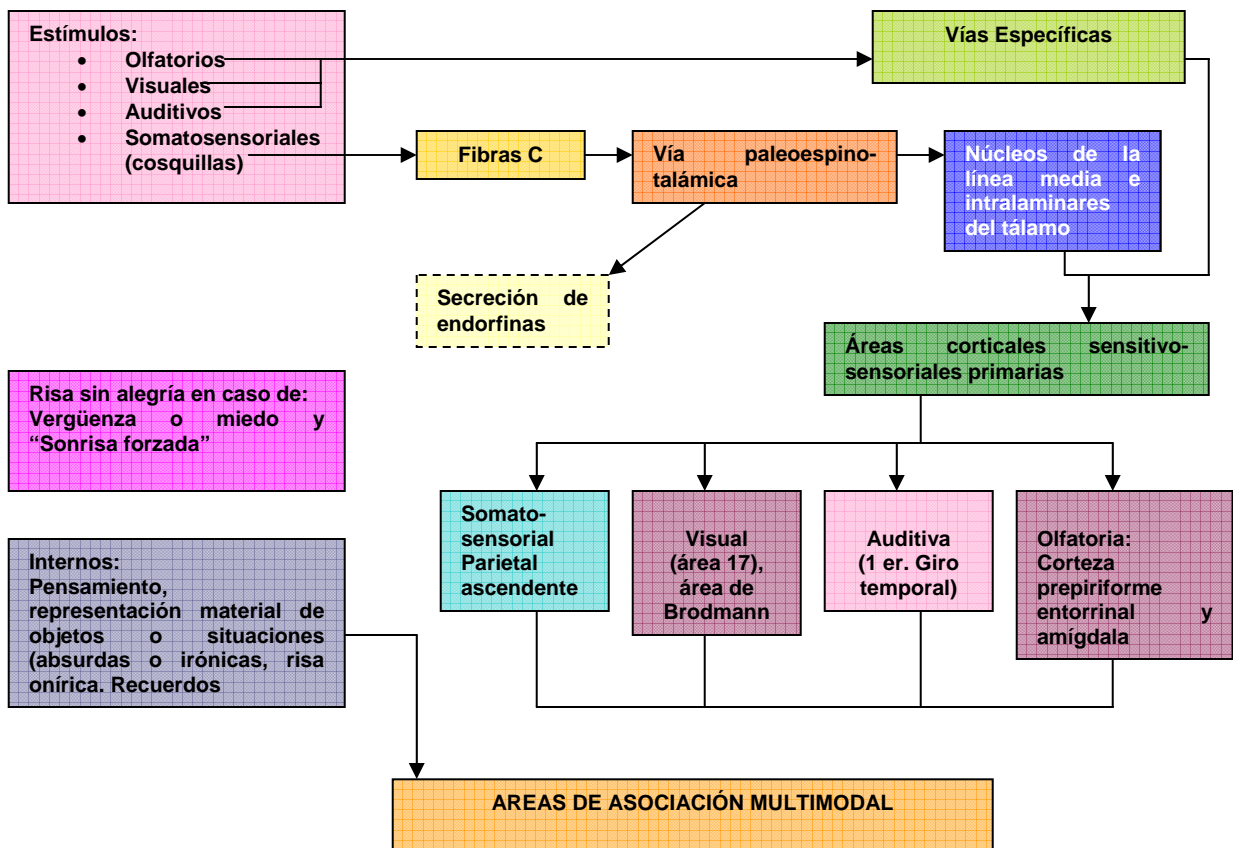 Estímulos:
• Olfatorios
• Visuales
• Auditivos
• Somatosensoriales
(cosquillas)
Vías Específicas
Fibras C
Vía paleoespino-
talámica
Núcleos de la
línea media e
intralaminares
del tálamo
Secreción de
endorfinas
Áreas corticales sensitivo-
sensoriales primarias
Risa sin alegría en caso de:
Vergüenza o miedo y
“Sonrisa forzada”
Somato-
sensorial
Parietal
ascendente
Visual
(área 17),
área de
Brodmann
Auditiva
(1 er. Giro
temporal)
Olfatoria:
Corteza
prepiriforme
entorrinal y
amígdala
Internos:
Pensamiento,
representación material de
objetos o situaciones
(absurdas o irónicas, risa
onírica. Recuerdos
AREAS DE ASOCIACIÓN MULTIMODAL